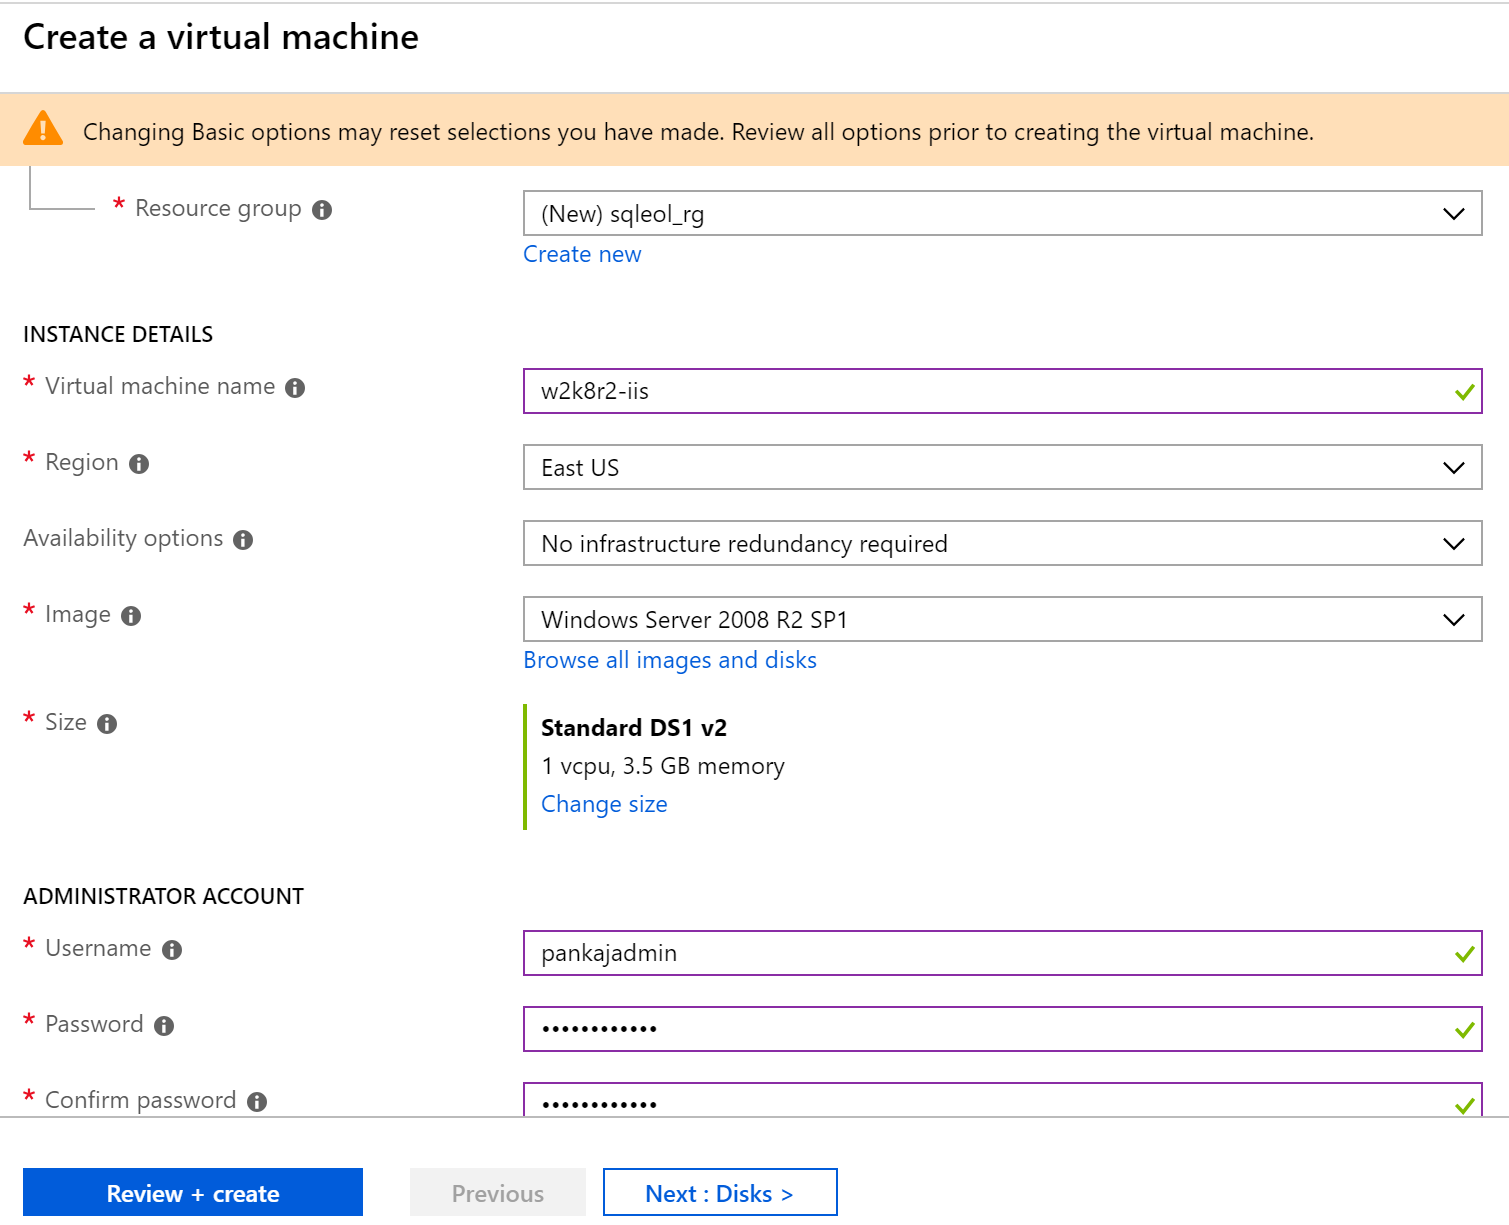 Create a virtual machine
Changing Basic options may reset selections you have made. Review all options prior to creating the virtual machine.
* Resource group
(New) sqleol_rg
Create new
INSTANCE DETAILS
* Virtual machine name
w2k8r2-iis
* Region
East US
Availability options
No infrastructure redundancy required
* Image
Windows Server 2008 R2 SP1
Browse all images and disks
* Size
Standard DS1 v2
1 vcpu, 3.5 GB memory
Change size
ADMINISTRATOR ACCOUNT
* Username
pankajadmin
* Password
••••••••••••
* Confirm password
••••••••••••
Review + create
Previous
Next : Disks >